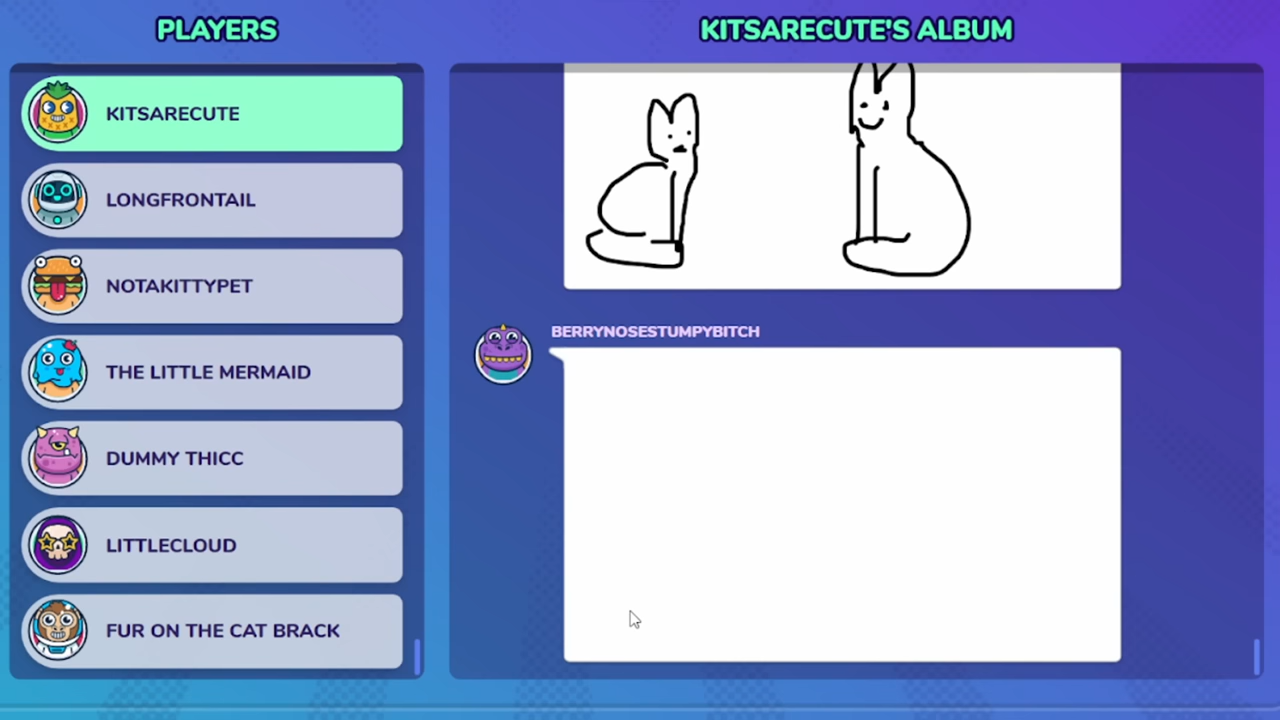 PLAYERS
KITSARECUTE
LONGFRONTAIL
NOTAKITTYPET
THE LITTLE MERMAID
DUMMY THICC
LITTLECLOUD
FUR ON THE CAT BRACK
KITSARECUTE'S ALBUM
BERRYNOSESTUMPYBITCH